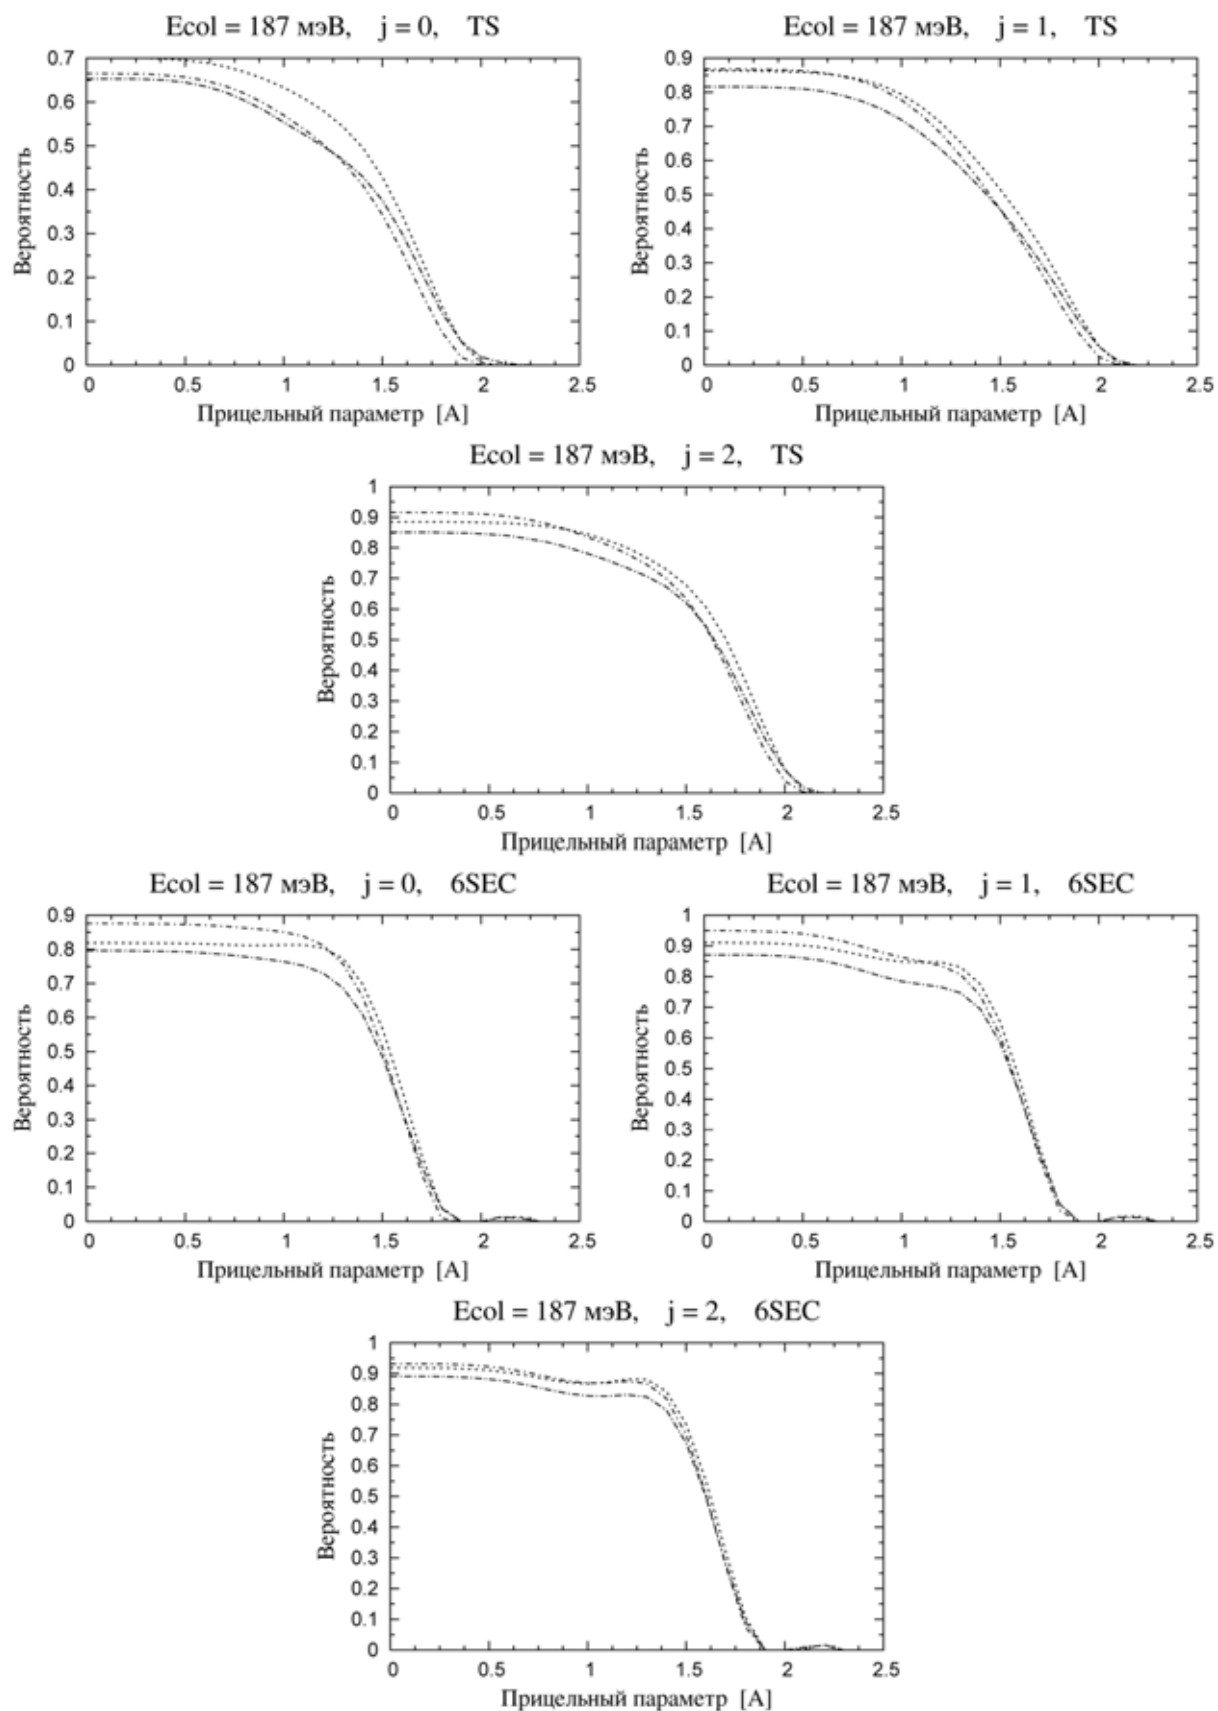 Ecol = 187 мэВ, j = 0, TS
0.7
0.6
0.5
0.4
0.3
0.2
0.1
0
Вероятность
0 0.5 1 1.5 2 2.5
Прицельный параметр [A]
Ecol = 187 мэВ, j = 1, TS
0.9
0.8
0.7
0.6
0.5
0.4
0.3
0.2
0.1
0
Вероятность
0 0.5 1 1.5 2 2.5
Прицельный параметр [A]
Ecol = 187 мэВ, j = 2, TS
1
0.9
0.8
0.7
0.6
0.5
0.4
0.3
0.2
0.1
0
Вероятность
0 0.5 1 1.5 2 2.5
Прицельный параметр [A]
Ecol = 187 мэВ, j = 0, 6SEC
0.9
0.8
0.7
0.6
0.5
0.4
0.3
0.2
0.1
0
Вероятность
0 0.5 1 1.5 2 2.5
Прицельный параметр [A]
Ecol = 187 мэВ, j = 1, 6SEC
1
0.9
0.8
0.7
0.6
0.5
0.4
0.3
0.2
0.1
0
Вероятность
0 0.5 1 1.5 2 2.5
Прицельный параметр [A]
Ecol = 187 мэВ, j = 2, 6SEC
1
0.9
0.8
0.7
0.6
0.5
0.4
0.3
0.2
0.1
0
Вероятность
0 0.5 1 1.5 2 2.5
Прицельный параметр [A]